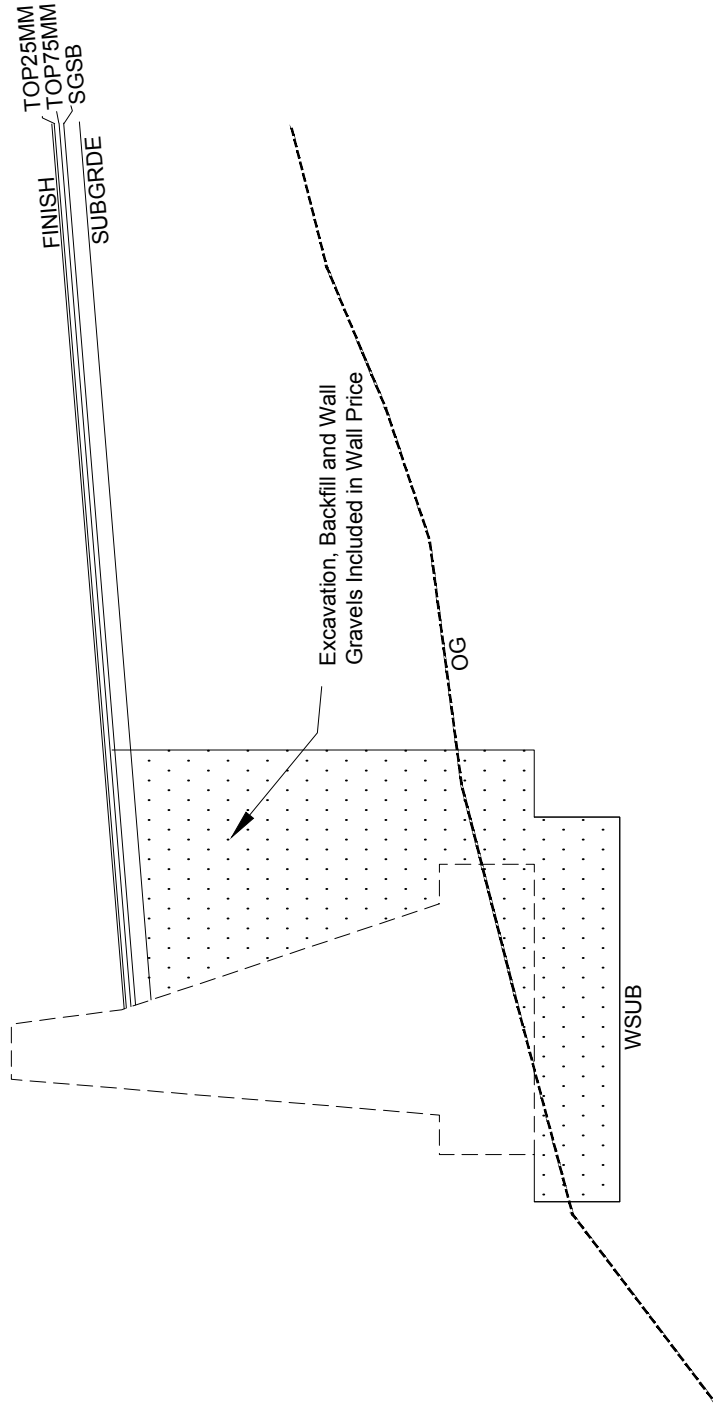 TOP25MM
TOP75MM
SGSB
FINISH
SUBGRDE
Excavation, Backfill and Wall
Gravels Included in Wall Price
OG
WSUB